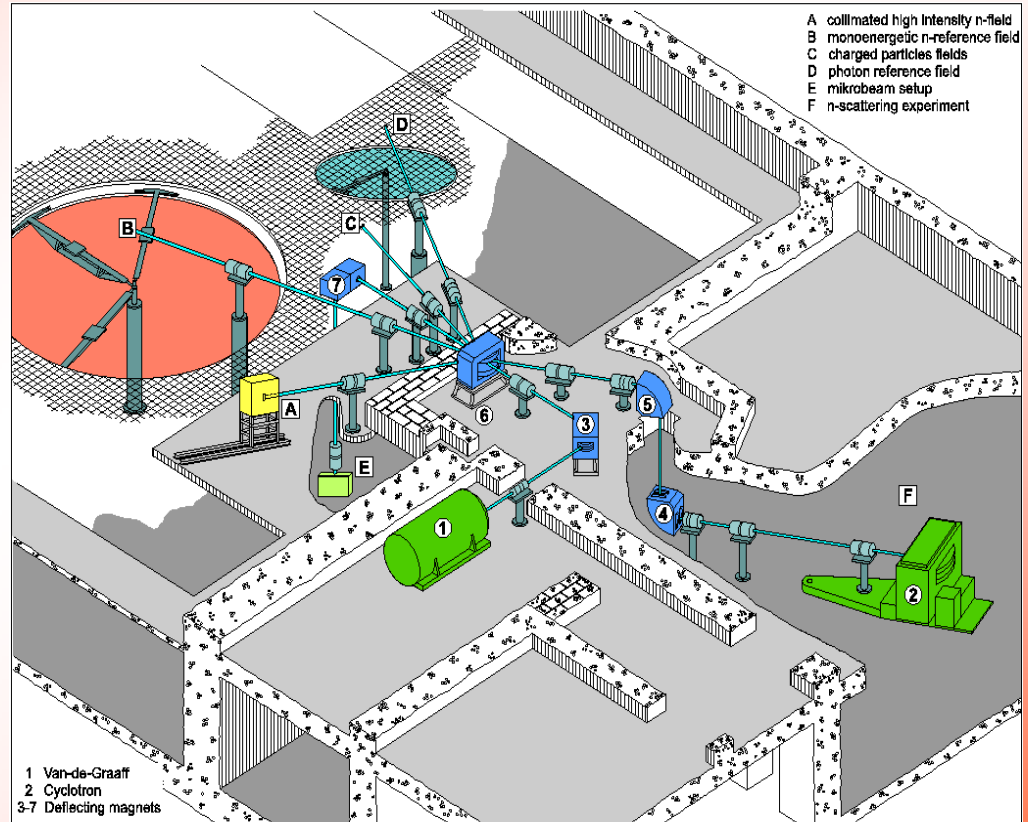 A collimated high intensity n-field
B monoenergetic n-reference field
C charged particles fields
D photon reference field
E mikrobeam setup
F n-scattering experiment
D
C
B
7
A
6
5
3
E
F
1
4
2
1 Van-de-Graaff
2 Cyclotron
3-7 Deflecting magnets